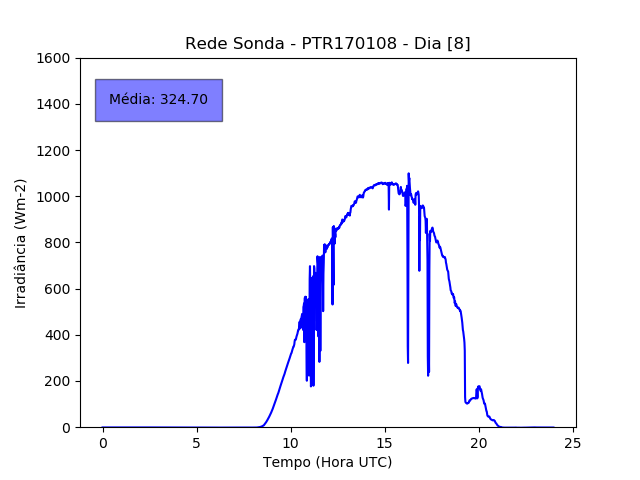 Rede Sonda - PTR170108 - Dia [8]
1600
1400
1200
1000
800
600
400
200
0
Média: 324.70
Irradiância (Wm-2)
0 5 10 15 20 25
Tempo (Hora UTC)